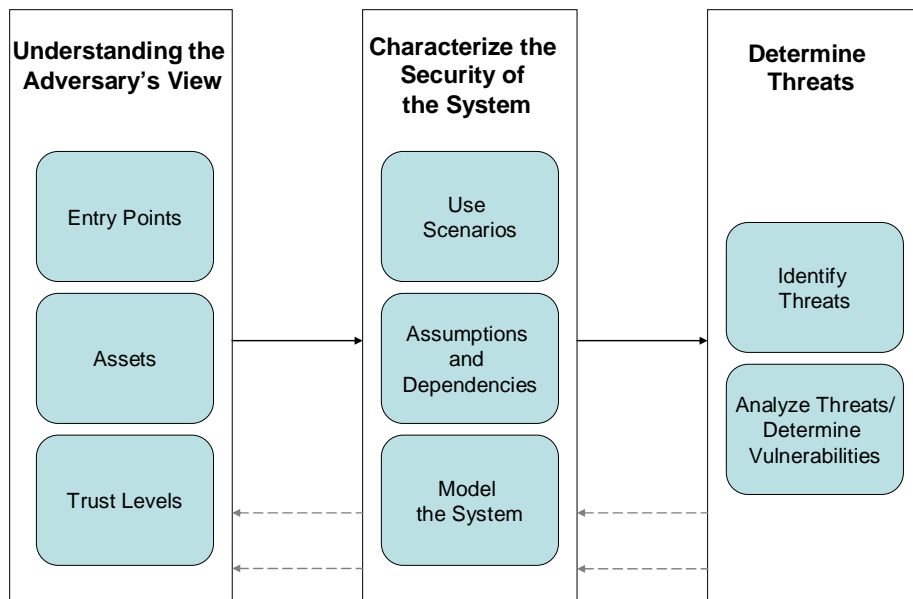 Understanding the
Adversary’s View
Entry Points
Assets
Trust Levels
Characterize the
Security of
the System
Use
Scenarios
Assumptions
and
Dependencies
Model
the System
Determine
Threats
Identify
Threats
Analyze Threats/
Determine
Vulnerabilities